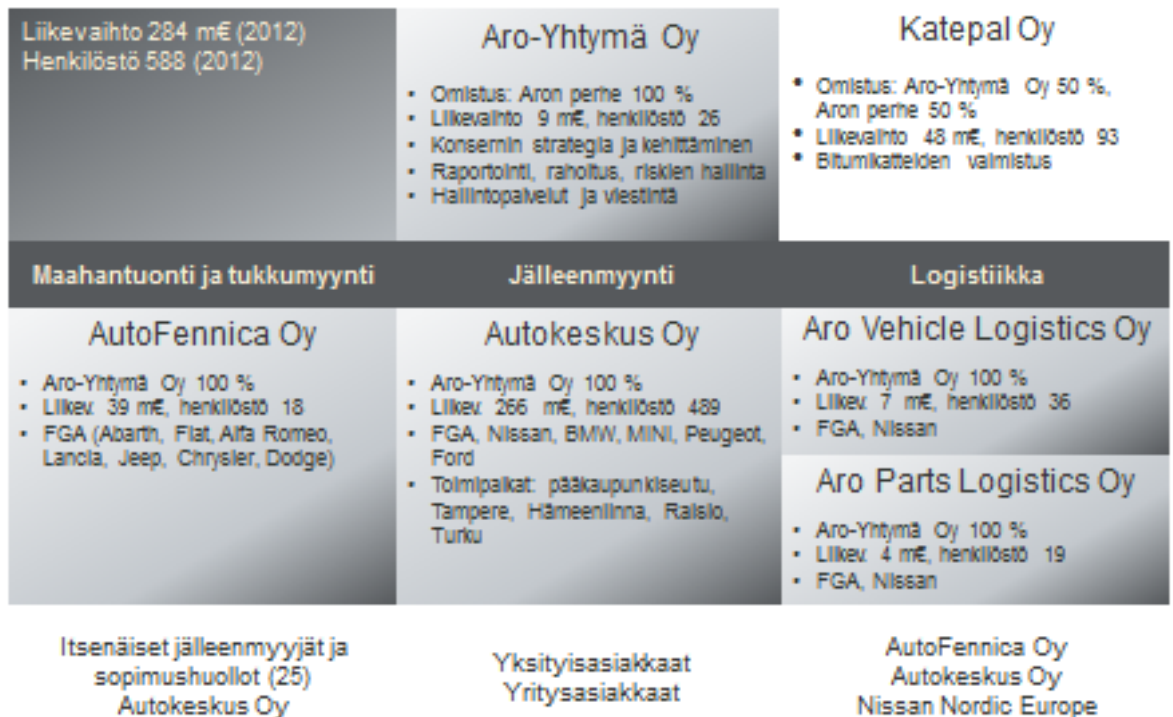 Liikevaihto 284 m€ (2012)
Henkilöstö 588 (2012)
Aro-Yhtymä Oy
• Omistus: Aron perhe 100 %
• Liikevaihto 9 m€, henkilöstö 26
• Konsernin strategia ja kehittäminen
• Raportointi, rahoitus, riskien hallinta
• Hallintopalvelut ja viestintä
Katepal Oy
• Omistus: Aro-Yhtymä Oy 50 %,
Aron perhe 50 %
• Liikevaihto 48 m€, henkilöstö 93
• Bitumikatteiden valmistus
Maahantuonti ja tukkumyynti
Jälleenmyynti
Logistiikka
AutoFennica Oy
• Aro-Yhtymä Oy 100 %
• Liikev. 39 m€, henkilöstö 18
• FGA (Abarth, Fiat, Alfa Romeo,
Lancia, Jeep, Chrysler, Dodge)
Autokeskus Oy
• Aro-Yhtymä Oy 100 %
• Liikev. 266 m€, henkilöstö 489
• FGA, Nissan, BMW, MINI, Peugeot,
Ford
• Toimipaikat: pääkaupunkiseutu,
Tampere, Hämeenlinna, Raisio,
Turku
Aro Vehicle Logistics Oy
• Aro-Yhtymä Oy 100 %
• Liikev. 7 m€, henkilöstö 36
• FGA, Nissan
Aro Parts Logistics Oy
• Aro-Yhtymä Oy 100 %
• Liikev. 4 m€, henkilöstö 19
• FGA, Nissan
Itsenäiset jälleenmyyjät ja
sopimushuollot (25)
Autokeskus Oy
Yksityisasiakkaat
Yritysasiakkaat
AutoFennica Oy
Autokeskus Oy
Nissan Nordic Europe